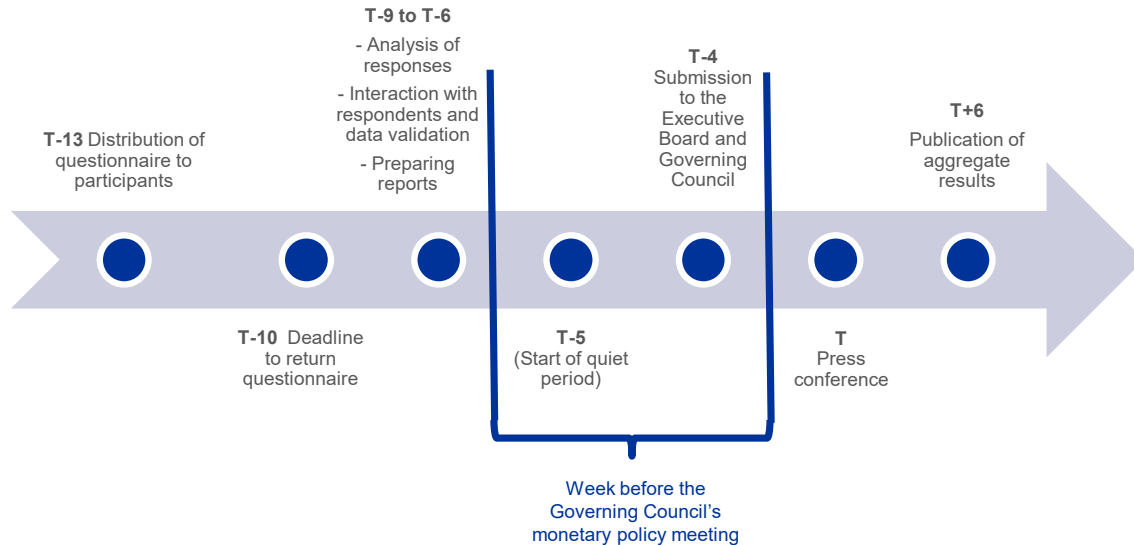 T-13 Distribution of
questionnaire to
participants
T-10 Deadline
to return
questionnaire
T-9 to T-6
- Analysis of
responses
- Interaction with
respondents and
data validation
- Preparing
reports
T-5
(Start of quiet
period)
T-4
Submission
to the
Executive
Board and
Governing
Council
T
Press
conference
T+6
Publication of
aggregate
results
Week before the
Governing Council’s
monetary policy meeting